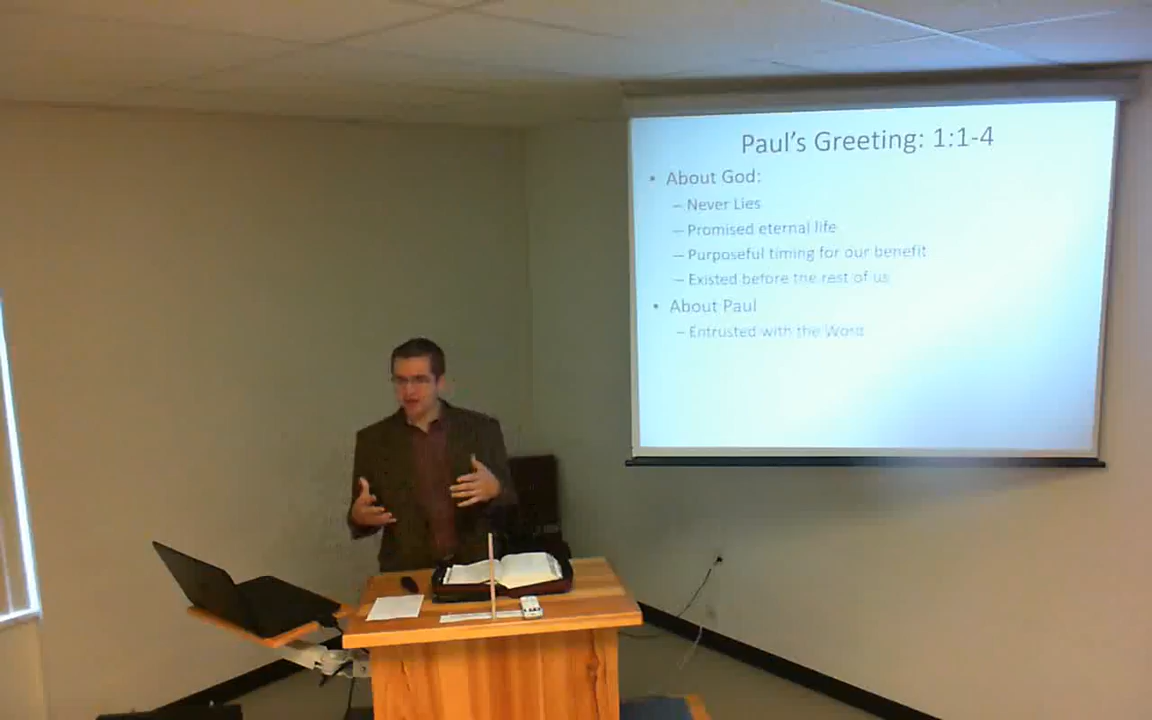 Paul's Greeting: 1:1-4
• About God:
– Never Lies
– Promised eternal life
– Purposeful timing for our benefit
– Existed before the rest of us
• About Paul
– Entrusted with the Word